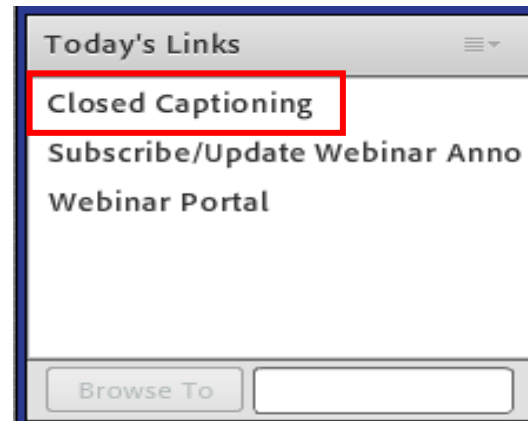 Today's Links
Closed Captioning
Subscribe/Update Webinar Anno
Webinar Portal
Browse To